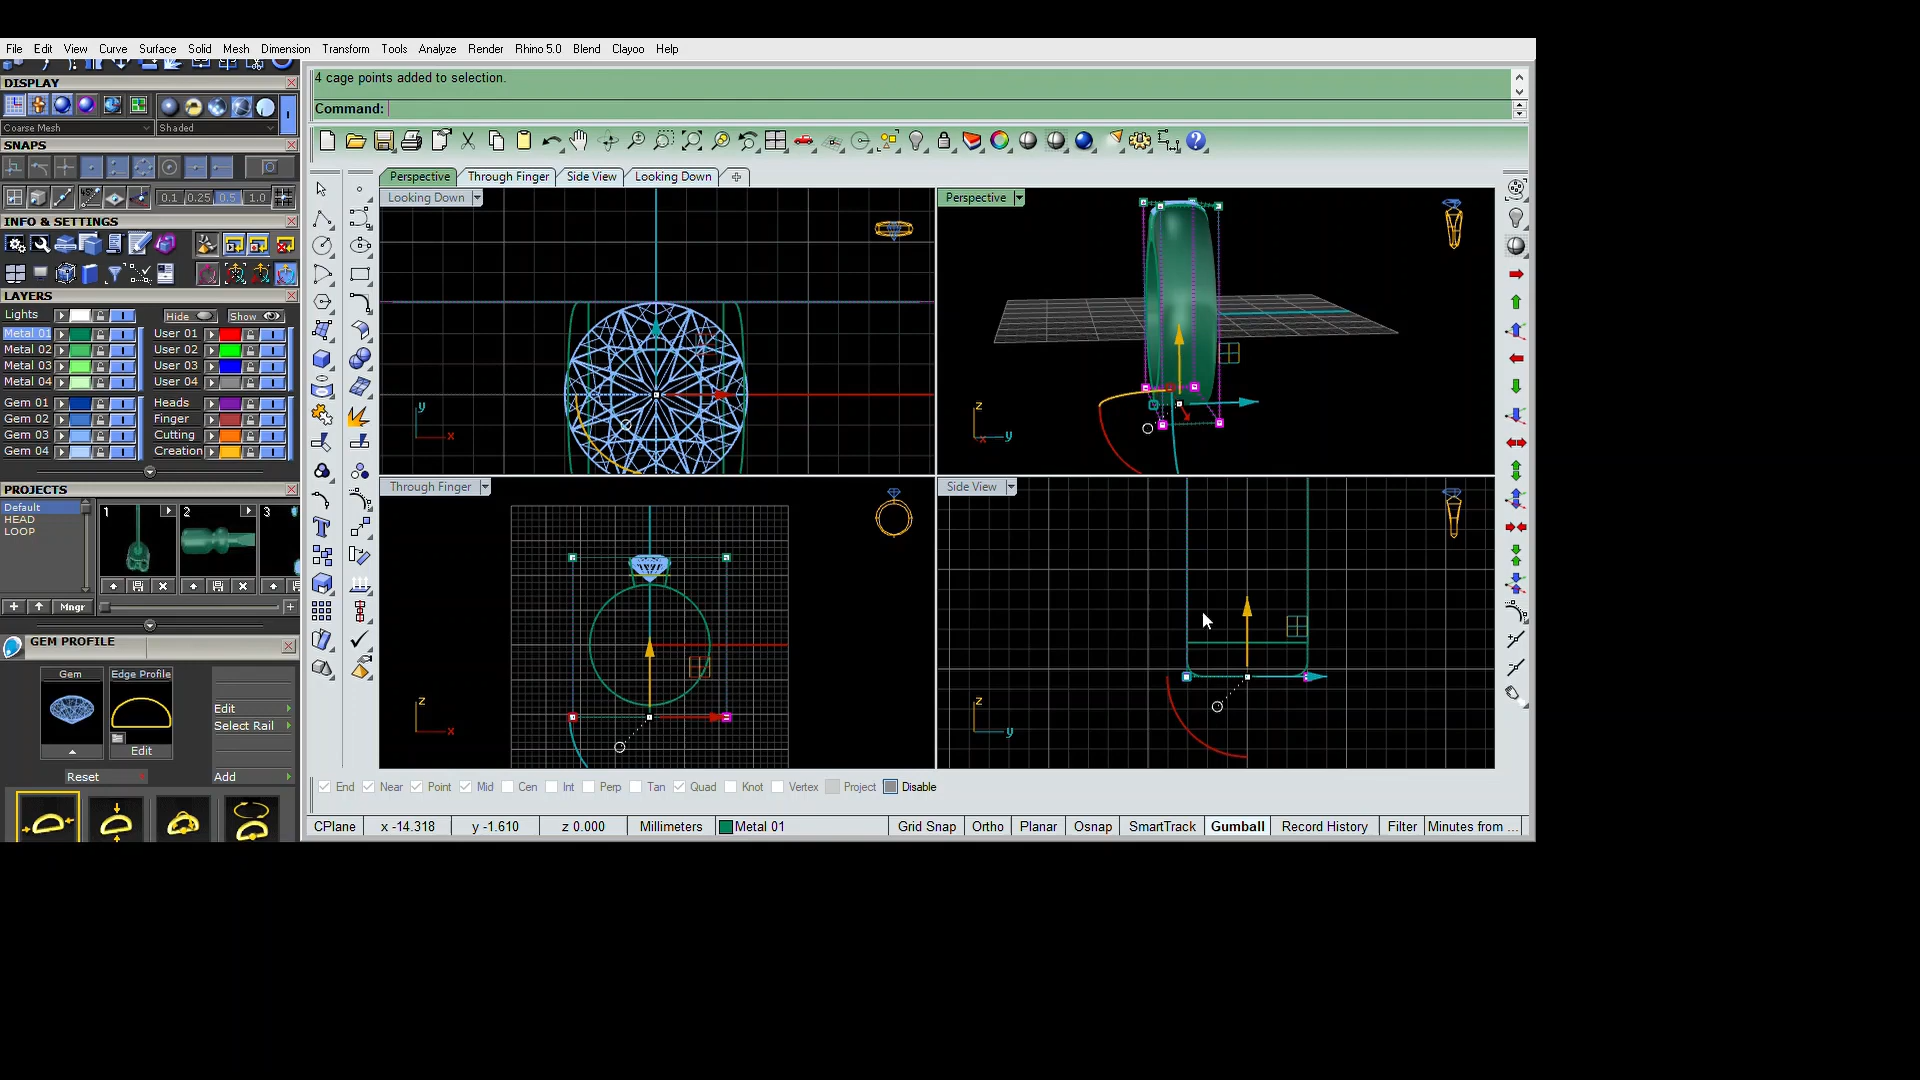 File Edit View Curve Surface Solid Mesh Dimension Transform Tools Analyze Render Rhino 5.0 Blend Clayoo Help
4 cage points added to selection.
Command:
DISPLAY
Coarse Mesh Shaded
SNAPS
0.1 0.25 0.5 1.0
INFO & SETTINGS
LAYERS
Lights Hide Show
Metal 01 User 01
Metal 02 User 02
Metal 03 User 03
Metal 04 User 04
Gem 01 Heads
Gem 02 Finger
Gem 03 Cutting
Gem 04 Creation
PROJECTS
Default
HEAD
LOOP
1 2 3
Mngr
GEM PROFILE
Gem Edge Profile
Edit
Select Rail
Edit
Reset Add
Perspective Through Finger Side View Looking Down
Looking Down
y
x
Perspective
z
x y
Through Finger
z
x
Side View
z
y
End Near Point Mid Cen Int Perp Tan Quad Knot Vertex Project Disable
CPlane x -14.318 y -1.610 z 0.000 Millimeters Metal 01 Grid Snap Ortho Planar Osnap SmartTrack Gumball Record History Filter Minutes from ...